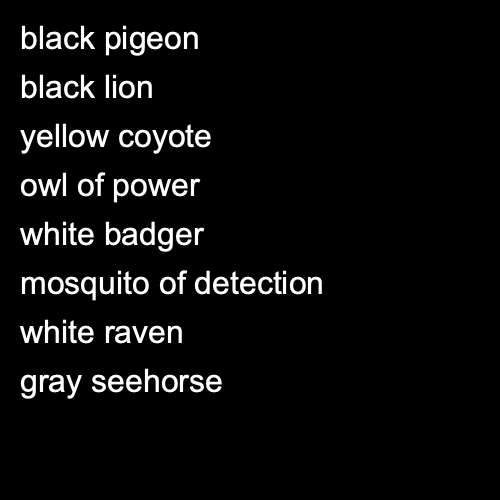 black pigeon
black lion
yellow coyote
owl of power
white badger
mosquito of detection
white raven
gray seehorse